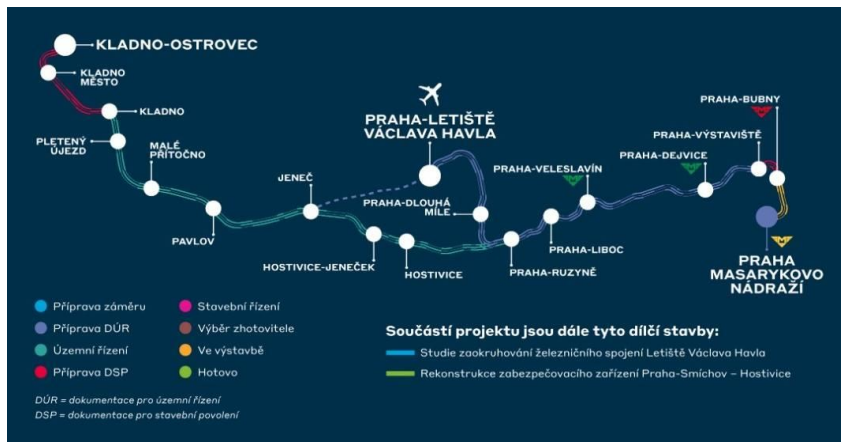 KLADNO-OSTROVEC
KLADNO
MĚSTO
KLADNO
PLETENÝ
ÚJEZD
MALÉ
PŘÍTOČNO
PAVLOV
JENEČ
HOSTIVICE-JENEČEK
HOSTIVICE
PRAHA-LETIŠTĚ
VÁCLAVA HAVLA
PRAHA-DLOUHÁ
MÍLE
PRAHA-RUZYNĚ
PRAHA-LIBOC
PRAHA-VELESLAVÍN
PRAHA-DEJVICE
PRAHA-VÝSTAVIŠTĚ
PRAHA-BUBNY
PRAHA
MASARYKOVO
NÁDRAŽÍ
Příprava záměru
Příprava DÚR
Územní řízení
Příprava DSP
Stavební řízení
Výběr zhotovitele
Ve výstavbě
Hotovo
DÚR = dokumentace pro územní řízení
DSP = dokumentace pro stavební povolení
Součástí projektu jsou dále tyto dílčí stavby:
Studie zaokruhování železničního spojení Letiště Václava Havla
Rekonstrukce zabezpečovacího zařízení Praha-Smíchov – Hostivice